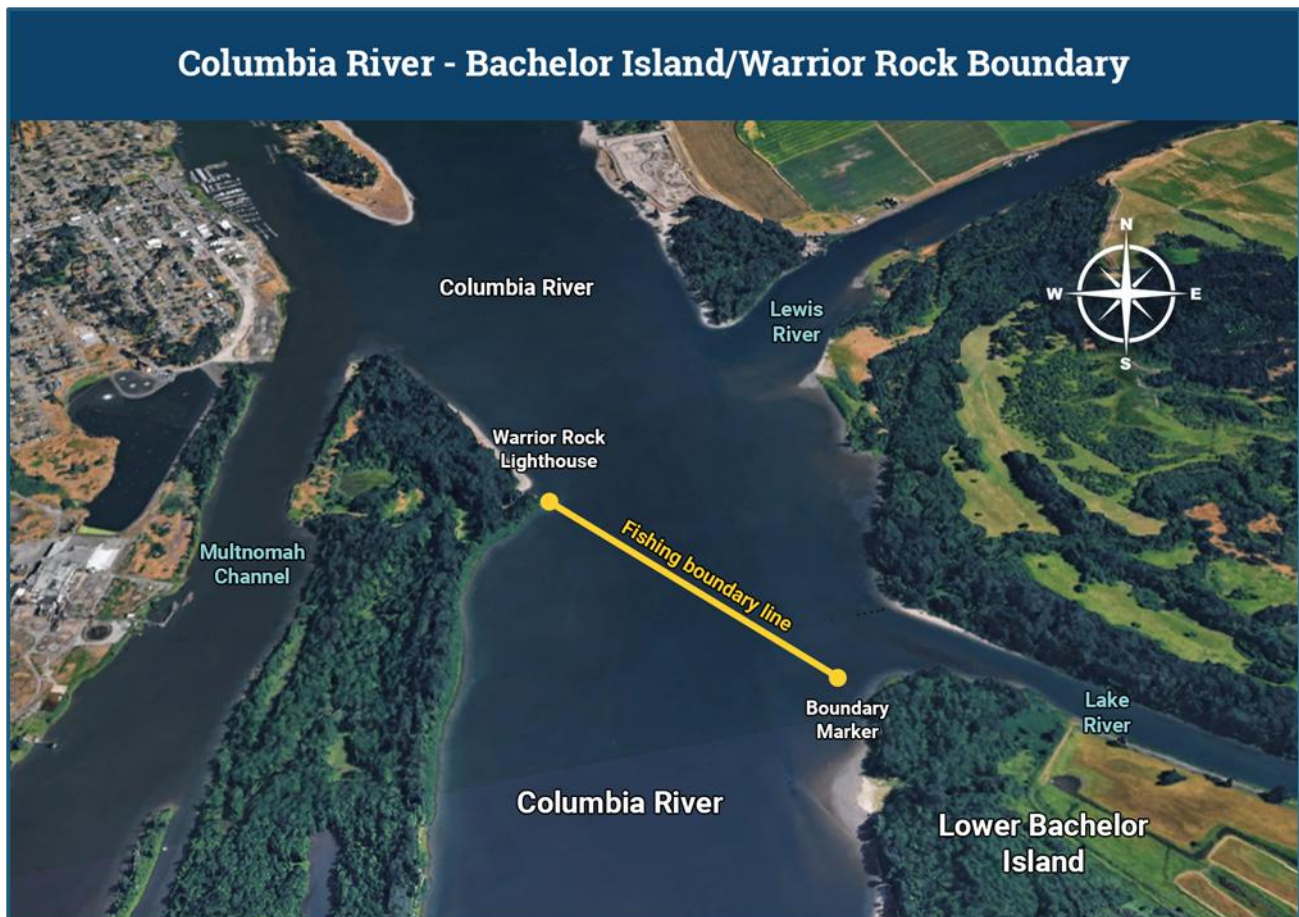 Columbia River - Bachelor Island/Warrior Rock Boundary
Columbia River
Lewis
River
N
W
E
S
Warrior Rock
Lighthouse
Multnomah
Channel
Fishing boundary line
Boundary
Marker
Lake
River
Columbia River
Lower Bachelor
Island